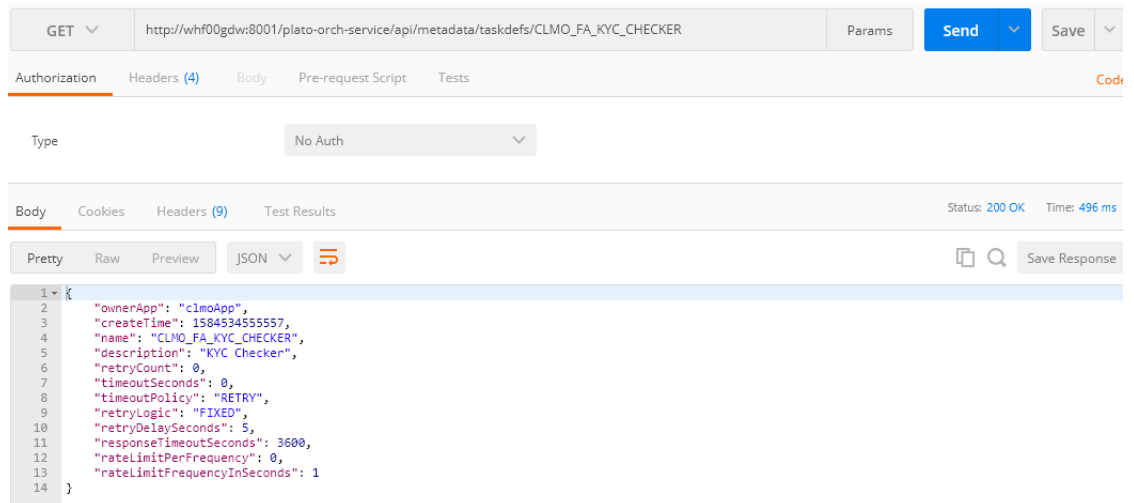 GET http://whf00gdw:8001/plato-orch-service/api/metadata/taskdefs/CLMO_FA_KYC_CHECKER Params Send Save
Authorization Headers (4) Body Pre-request Script Tests Code
Type No Auth
Body Cookies Headers (9) Test Results Status: 200 OK Time: 496 ms
Pretty Raw Preview JSON Save Response
1 {
2 "ownerApp": "clmoApp",
3 "createTime": 1584534555557,
4 "name": "CLMO_FA_KYC_CHECKER",
5 "description": "KYC Checker",
6 "retryCount": 0,
7 "timeoutSeconds": 0,
8 "timeoutPolicy": "RETRY",
9 "retryLogic": "FIXED",
10 "retryDelaySeconds": 5,
11 "responseTimeoutSeconds": 3600,
12 "rateLimitPerFrequency": 0,
13 "rateLimitFrequencyInSeconds": 1
14 }